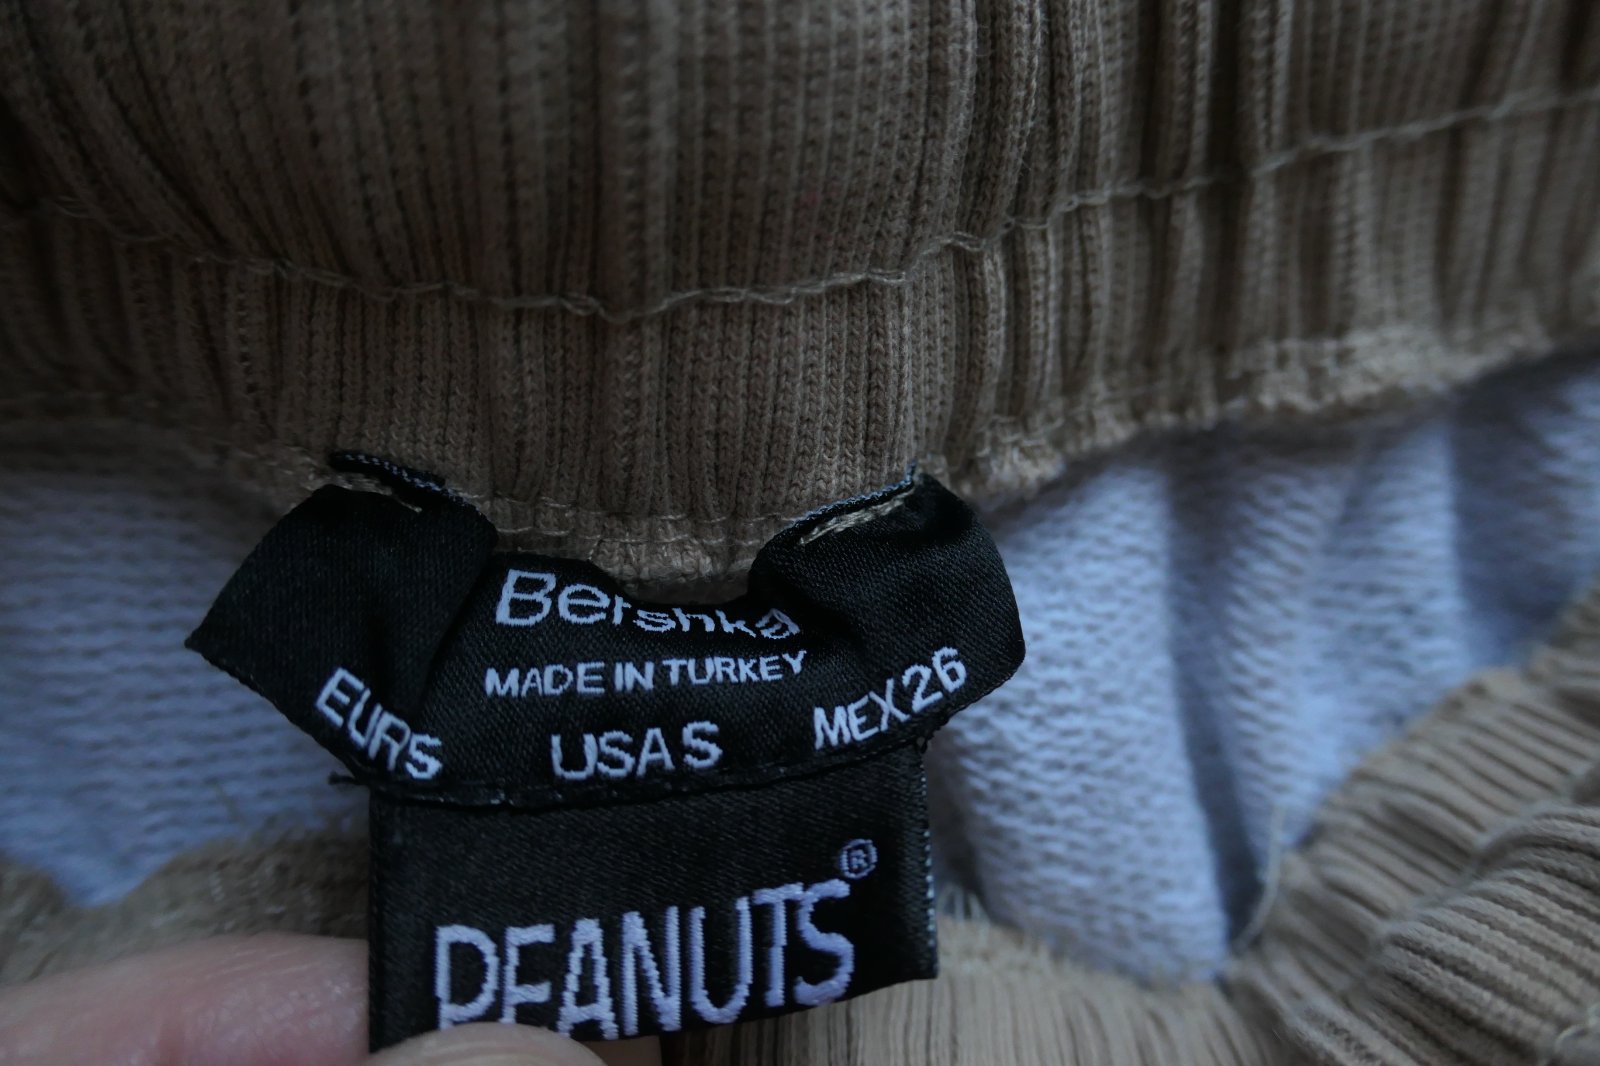 Bershka
MADE IN TURKEY
EUR S
USA S
MEX 26
PEANUTS®